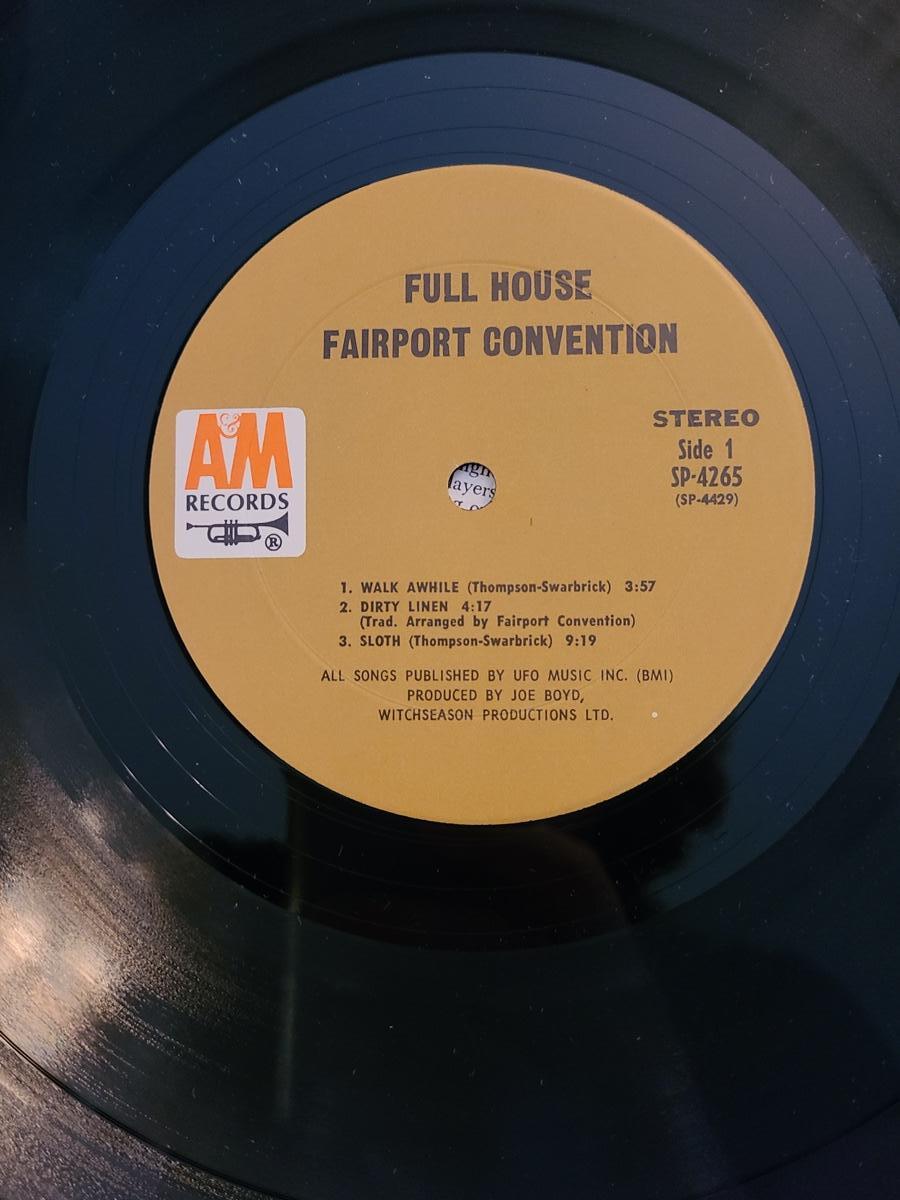 FULL HOUSE
FAIRPORT CONVENTION
A&M
RECORDS
®
STEREO
Side 1
SP-4265
(SP-4429)
ayers
1. WALK AWHILE (Thompson-Swarbrick) 3:57
2. DIRTY LINEN 4:17
(Trad. Arranged by Fairport Convention)
3. SLOTH (Thompson-Swarbrick) 9:19
ALL SONGS PUBLISHED BY UFO MUSIC INC. (BMI)
PRODUCED BY JOE BOYD,
WITCHSEASON PRODUCTIONS LTD.